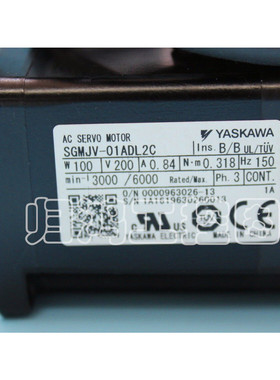 AC SERVO MOTOR YASKAWA
SGMJV-01ADL2C Ins. B/B UL/TÜV
W 100 V 200 A 0.84 N·m 0.318 Hz 150
min⁻¹ 3000 /6000 Rated/Max. Ph. 3 CONT.
O/N 0000963026-13 1A
YASKAWA ELECTRIC MADE IN CHINA